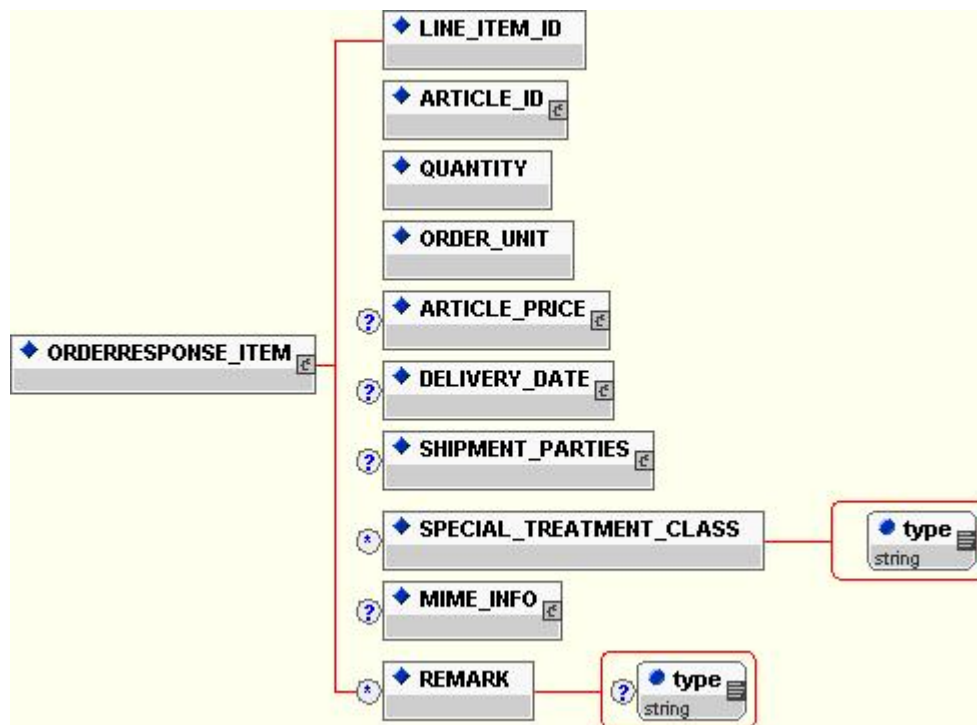 LINE_ITEM_ID
ARTICLE_ID
QUANTITY
ORDER_UNIT
? ARTICLE_PRICE
ORDERRESPONSE_ITEM
? DELIVERY_DATE
? SHIPMENT_PARTIES
* SPECIAL_TREATMENT_CLASS
type
string
? MIME_INFO
* REMARK
? type
string